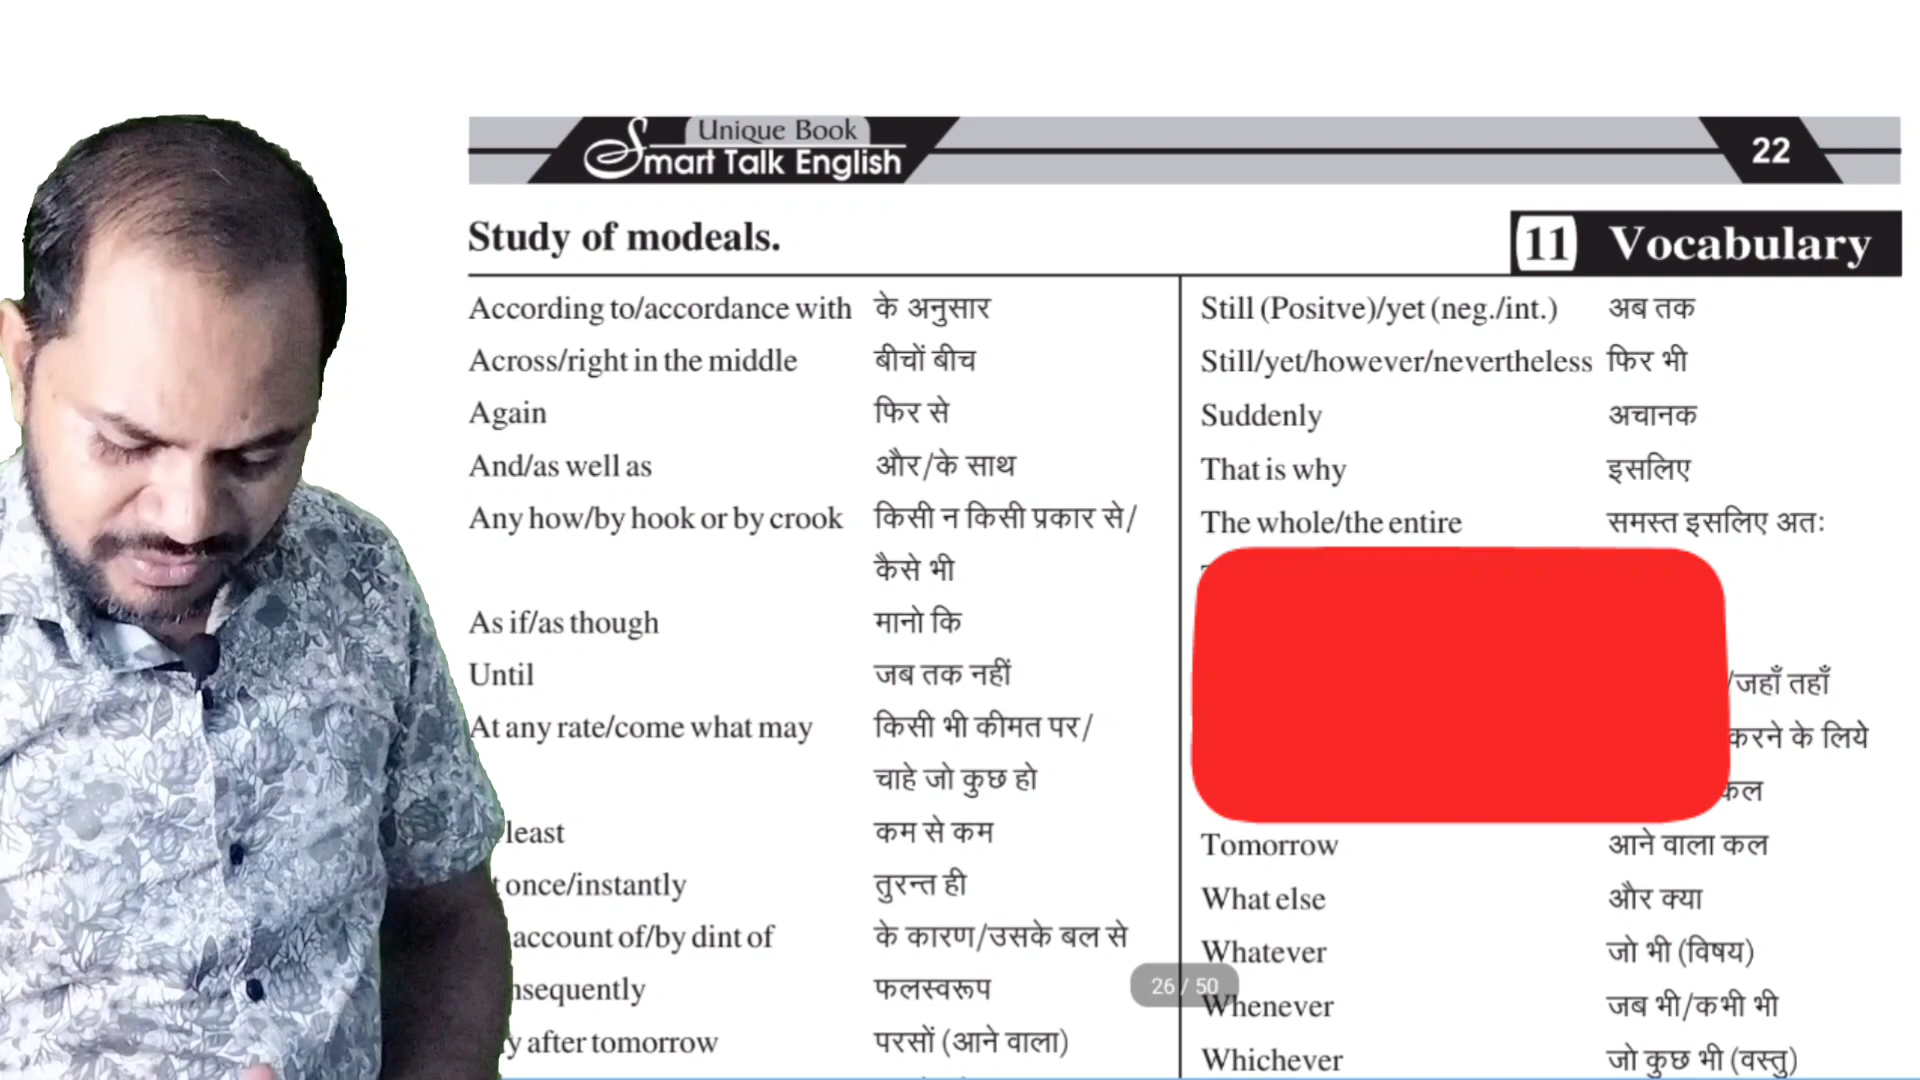 Unique Book
Smart Talk English
22
Study of modeals.
11 Vocabulary
According to/accordance with के अनुसार
Across/right in the middle बीचों बीच
Again फिर से
And/as well as और/के साथ
Any how/by hook or by crook किसी न किसी प्रकार से/
कैसे भी
As if/as though मानो कि
Until जब तक नहीं
At any rate/come what may किसी भी कीमत पर/
चाहे जो कुछ हो
least कम से कम
once/instantly तुरन्त ही
account of/by dint of के कारण/उसके बल से
nsequently फलस्वरूप
y after tomorrow परसों (आने वाला)
Still (Positve)/yet (neg./int.) अब तक
Still/yet/however/nevertheless फिर भी
Suddenly अचानक
That is why इसलिए
The whole/the entire समस्त इसलिए अतः
/जहाँ तहाँ
करने के लिये
कल
Tomorrow आने वाला कल
What else और क्या
Whatever जो भी (विषय)
Whenever जब भी/कभी भी
Whichever जो कुछ भी (वस्तु)
26 / 50